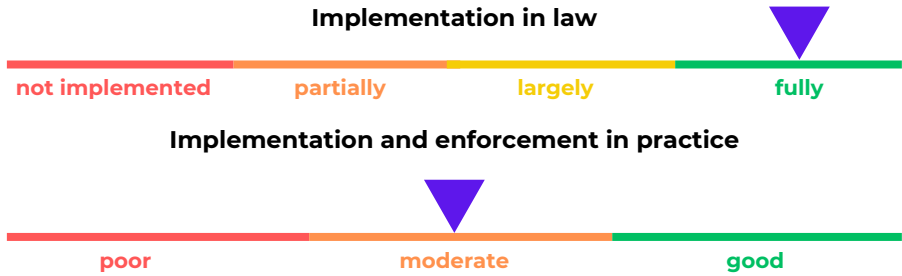 Implementation in law
not implemented partially largely fully
Implementation and enforcement in practice
poor moderate good